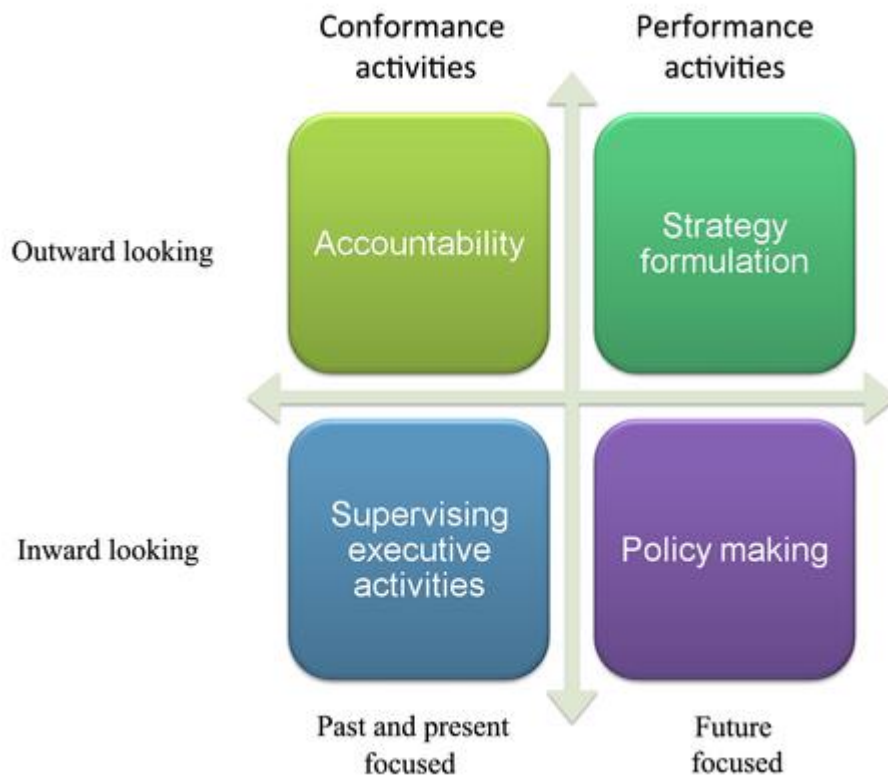 Conformance
activities
Performance
activities
Outward looking
Accountability
Strategy
formulation
Inward looking
Supervising
executive
activities
Policy making
Past and present
focused
Future
focused